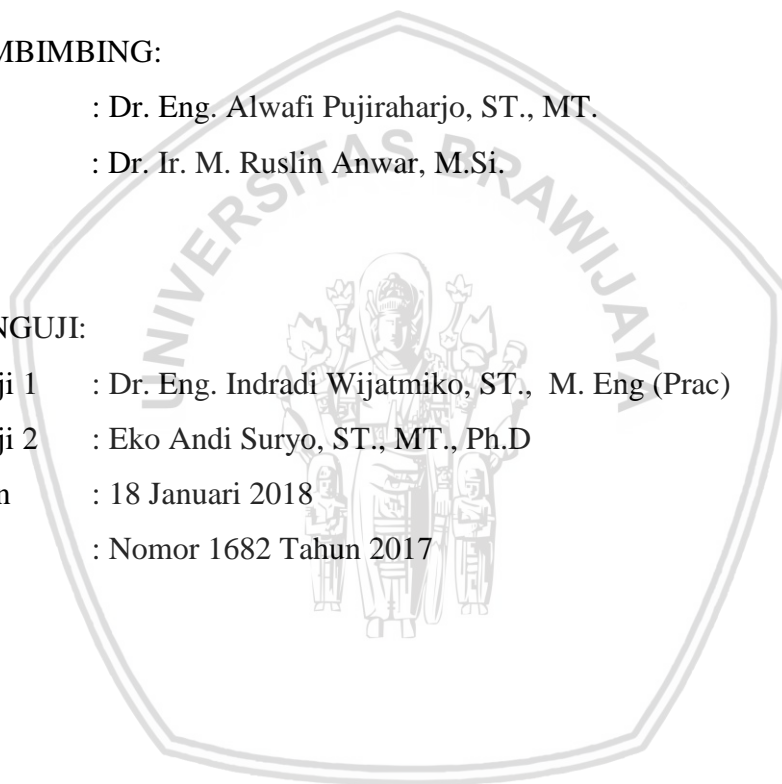 MBIMBING:
: Dr. Eng. Alwafi Pujiraharjo, ST., MT.
: Dr. Ir. M. Ruslin Anwar, M.Si.
UNIVERSITAS BRAWIJAYA
NGUJI:
ji 1 : Dr. Eng. Indradi Wijatmiko, ST., M. Eng (Prac)
ji 2 : Eko Andi Suryo, ST., MT., Ph.D
n : 18 Januari 2018
: Nomor 1682 Tahun 2017